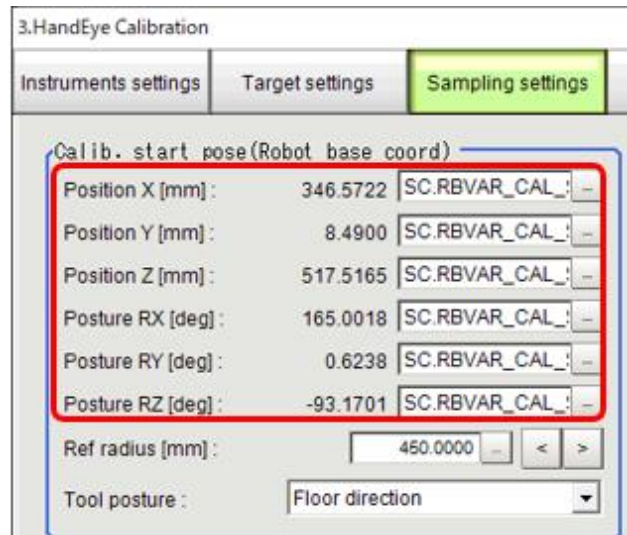 3.HandEye Calibration
Instruments settings Target settings Sampling settings
Calib. start pose(Robot base coord)
Position X [mm] : 346.5722 SC.RBVAR_CAL_ ...
Position Y [mm] : 8.4900 SC.RBVAR_CAL_ ...
Position Z [mm] : 517.5165 SC.RBVAR_CAL_ ...
Posture RX [deg] : 165.0018 SC.RBVAR_CAL_ ...
Posture RY [deg] : 0.6238 SC.RBVAR_CAL_ ...
Posture RZ [deg] : -93.1701 SC.RBVAR_CAL_ ...
Ref radius [mm] : 450.0000 ... < >
Tool posture : Floor direction